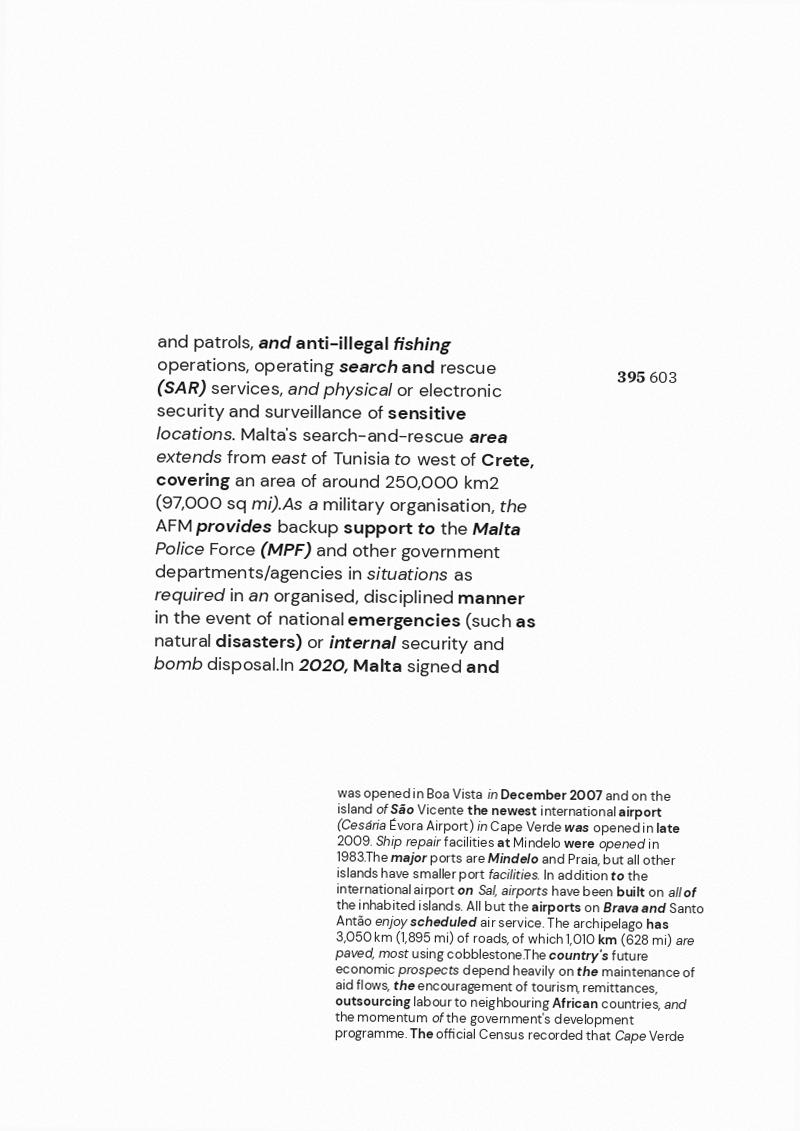 and patrols, and anti-illegal fishing
operations, operating search and rescue
(SAR) services, and physical or electronic
security and surveillance of sensitive
locations. Malta's search-and-rescue area
extends from east of Tunisia to west of Crete,
covering an area of around 250,000 km2
(97,000 sq mi).As a military organisation, the
AFM provides backup support to the Malta
Police Force (MPF) and other government
departments/agencies in situations as
required in an organised, disciplined manner
in the event of national emergencies (such as
natural disasters) or internal security and
bomb disposal.In 2020, Malta signed and
395 603
was opened in Boa Vista in December 2007 and on the
island of São Vicente the newest international airport
(Cesária Évora Airport) in Cape Verde was opened in late
2009. Ship repair facilities at Mindelo were opened in
1983.The major ports are Mindelo and Praia, but all other
islands have smaller port facilities. In addition to the
international airport on Sal, airports have been built on all of
the inhabited islands. All but the airports on Brava and Santo
Antão enjoy scheduled air service. The archipelago has
3,050 km (1,895 mi) of roads, of which 1,010 km (628 mi) are
paved, most using cobblestone.The country's future
economic prospects depend heavily on the maintenance of
aid flows, the encouragement of tourism, remittances,
outsourcing labour to neighbouring African countries, and
the momentum of the government's development
programme. The official Census recorded that Cape Verde